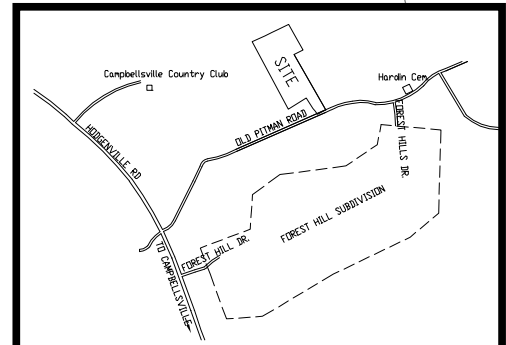 Campbellsville Country Club
SITE
Hardin Cem.
HODGENVILLE RD
OLD PITMAN ROAD
FOREST HILLS DR.
FOREST HILL SUBDIVISION
FOREST HILL DR.
TO CAMPBELLSVILLE